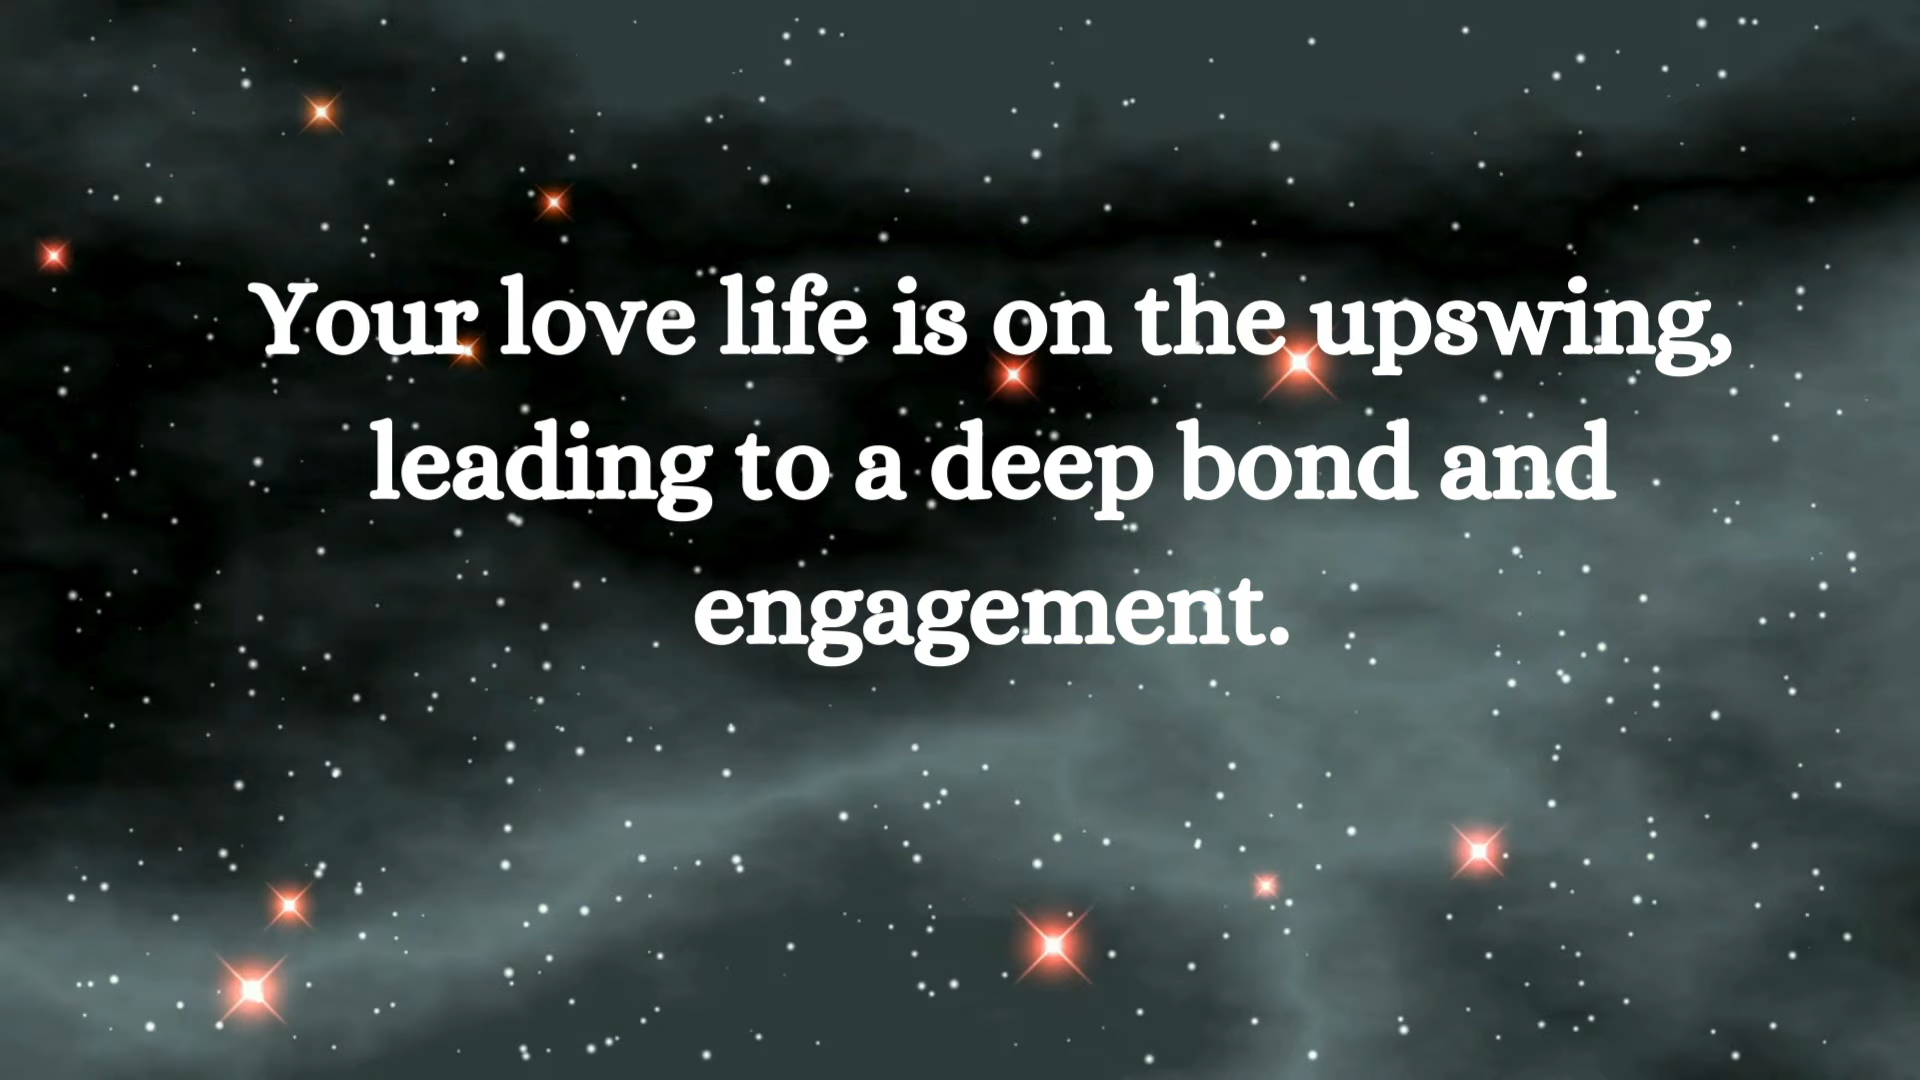 Your love life is on the upswing,
leading to a deep bond and
engagement.